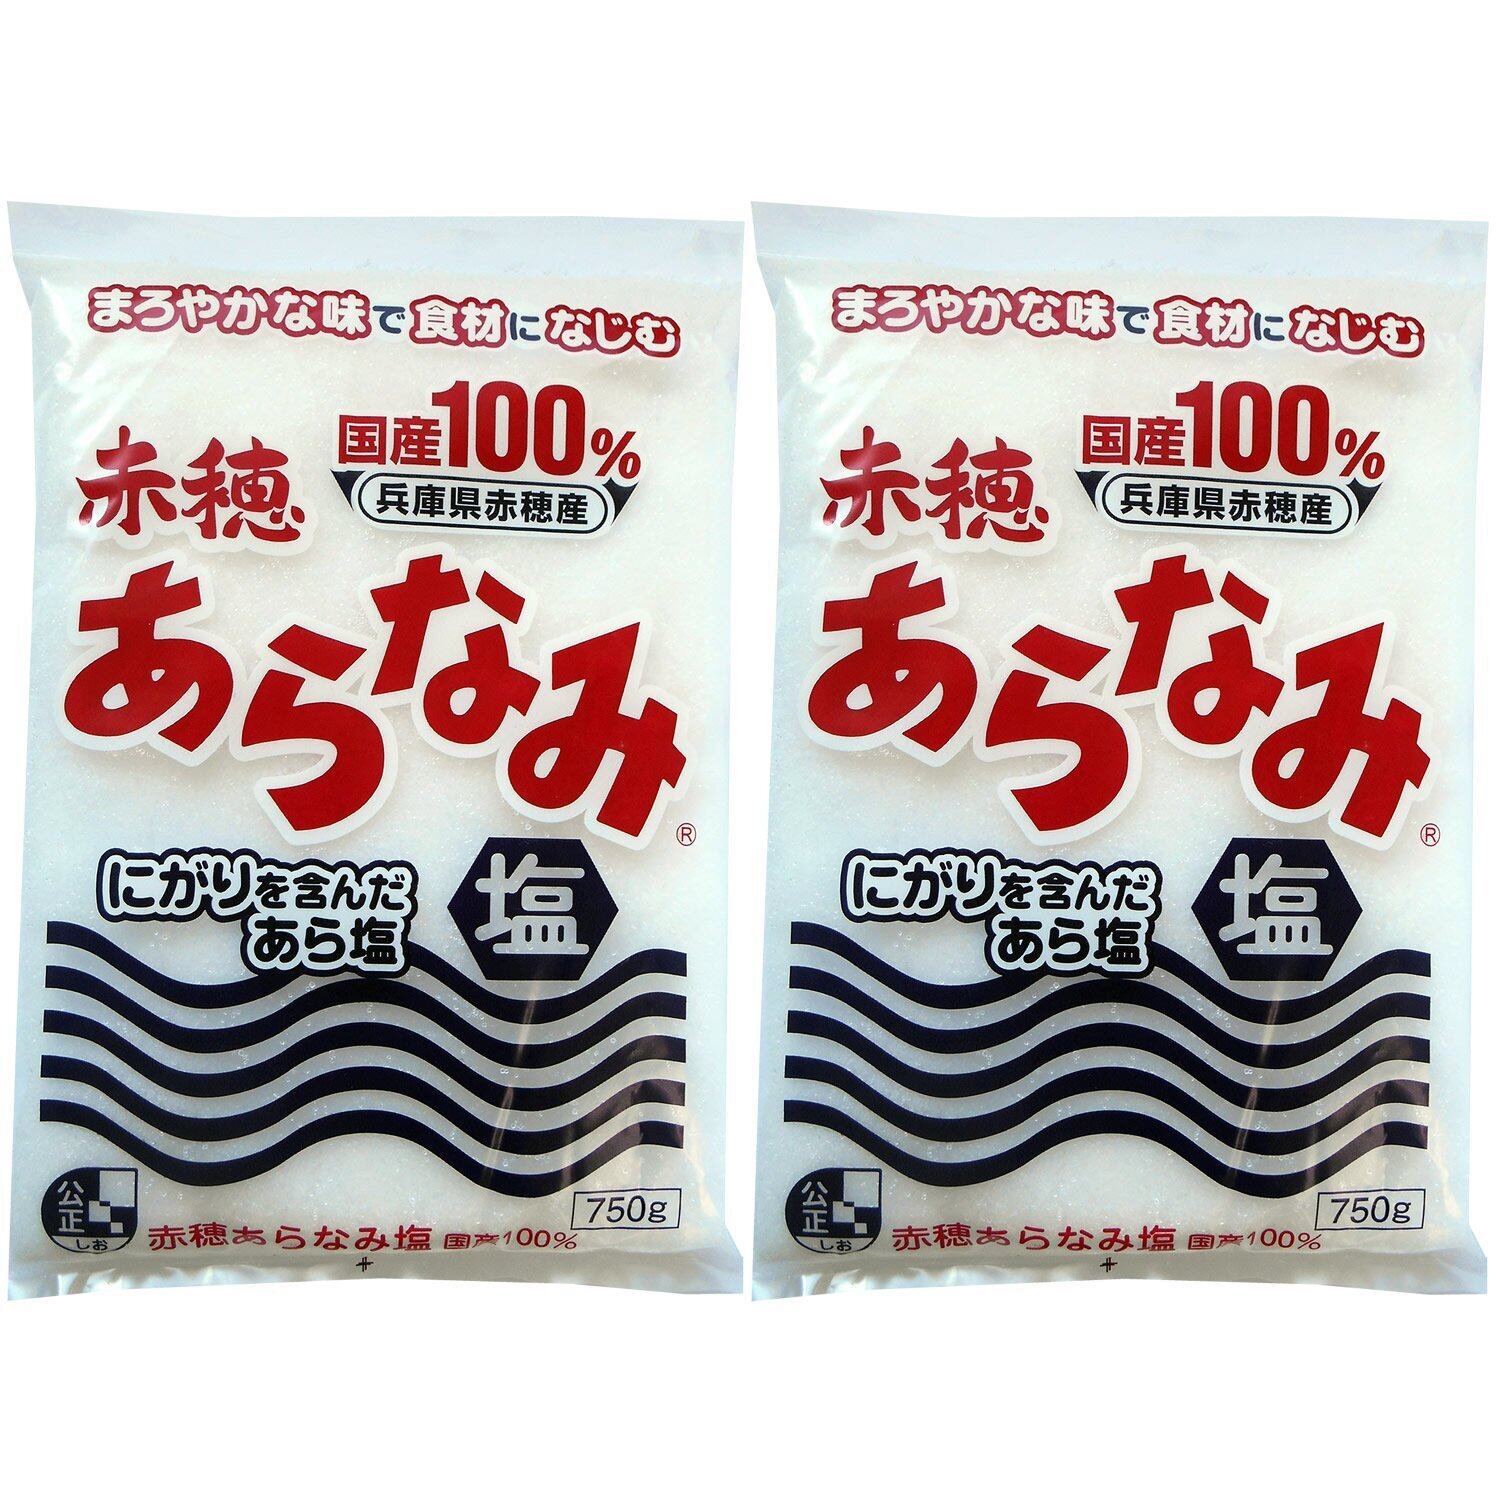 まろやかな味で食材になじむ
国産100%
兵庫県赤穂産
赤穂
あらなみ
®
にがりを含んだ
あら塩
塩
750g
公正
しお
赤穂あらなみ塩 国産100%
まろやかな味で食材になじむ
国産100%
兵庫県赤穂産
赤穂
あらなみ
®
にがりを含んだ
あら塩
塩
750g
公正
しお
赤穂あらなみ塩 国産100%